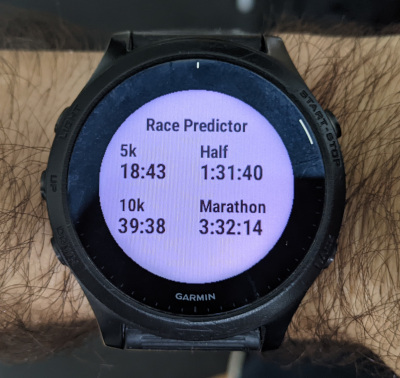 Race Predictor
5k Half
18:43 1:31:40
10k Marathon
39:38 3:32:14
GARMIN
START·STOP
UP